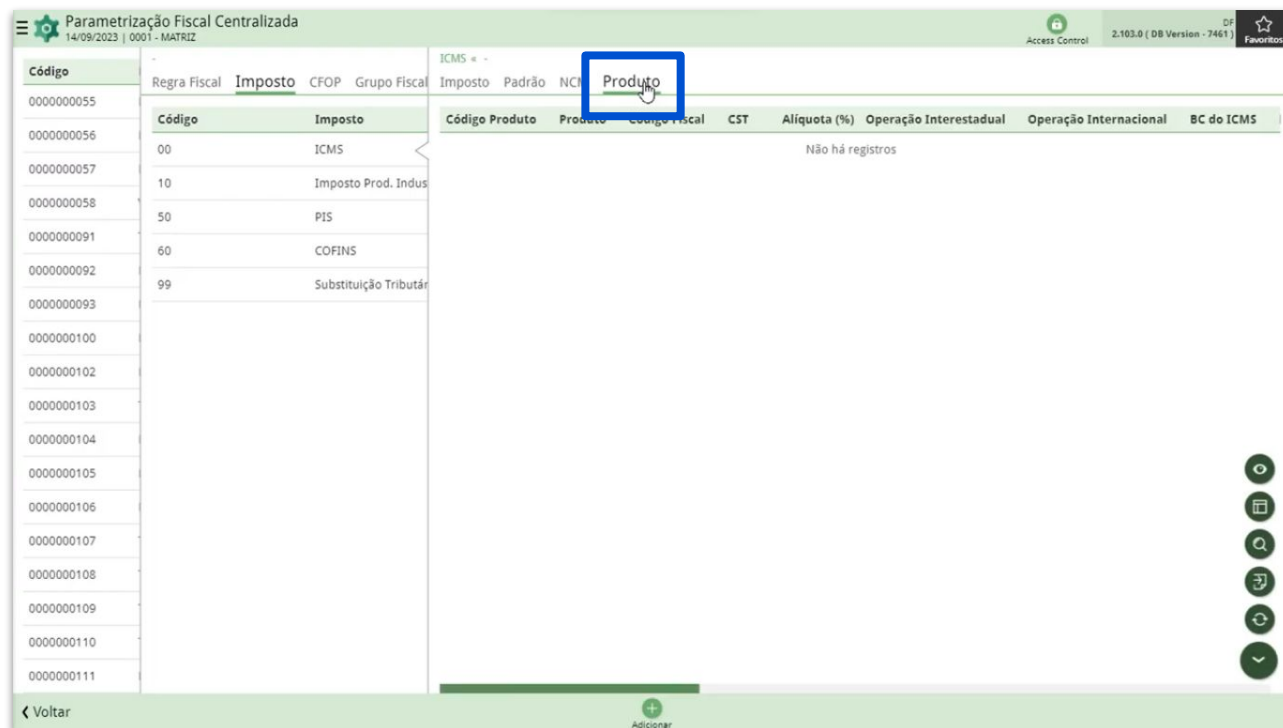 Parametrização Fiscal Centralizada
14/09/2023 | 0001 - MATRIZ
Access Control
DF
2.103.0 ( DB Version - 7461 )
Favoritos
Código
0000000055
0000000056
0000000057
0000000058
0000000091
0000000092
0000000093
0000000100
0000000102
0000000103
0000000104
0000000105
0000000106
0000000107
0000000108
0000000109
0000000110
0000000111
-
Regra Fiscal Imposto CFOP Grupo Fiscal
Código Imposto
00 ICMS
10 Imposto Prod. Indus
50 PIS
60 COFINS
99 Substituição Tributár
ICMS « -
Imposto Padrão NCM Produto
Código Produto Produto Código Fiscal CST Alíquota (%) Operação Interestadual Operação Internacional BC do ICMS
Não há registros
Voltar
Adicionar